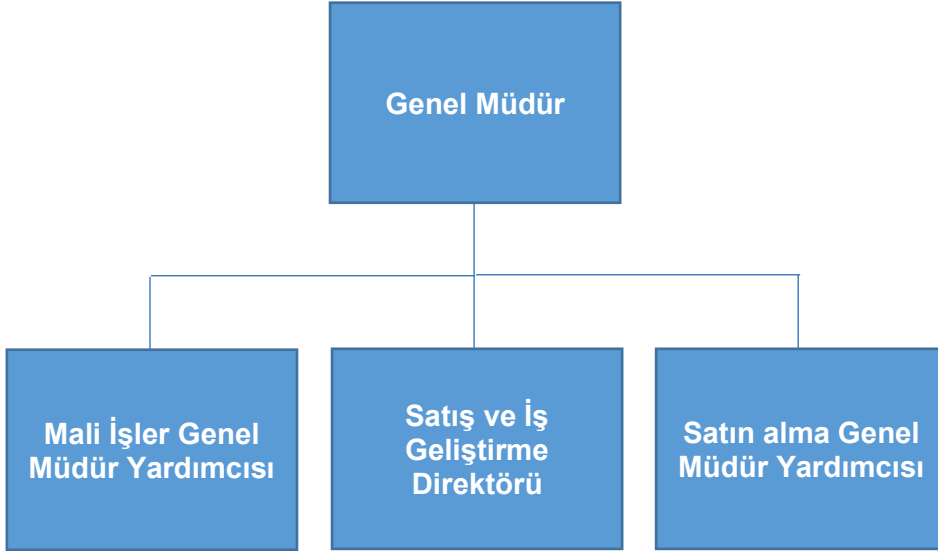 Genel Müdür
Mali İşler Genel
Müdür Yardımcısı
Satış ve İş
Geliştirme
Direktörü
Satın alma Genel
Müdür Yardımcısı